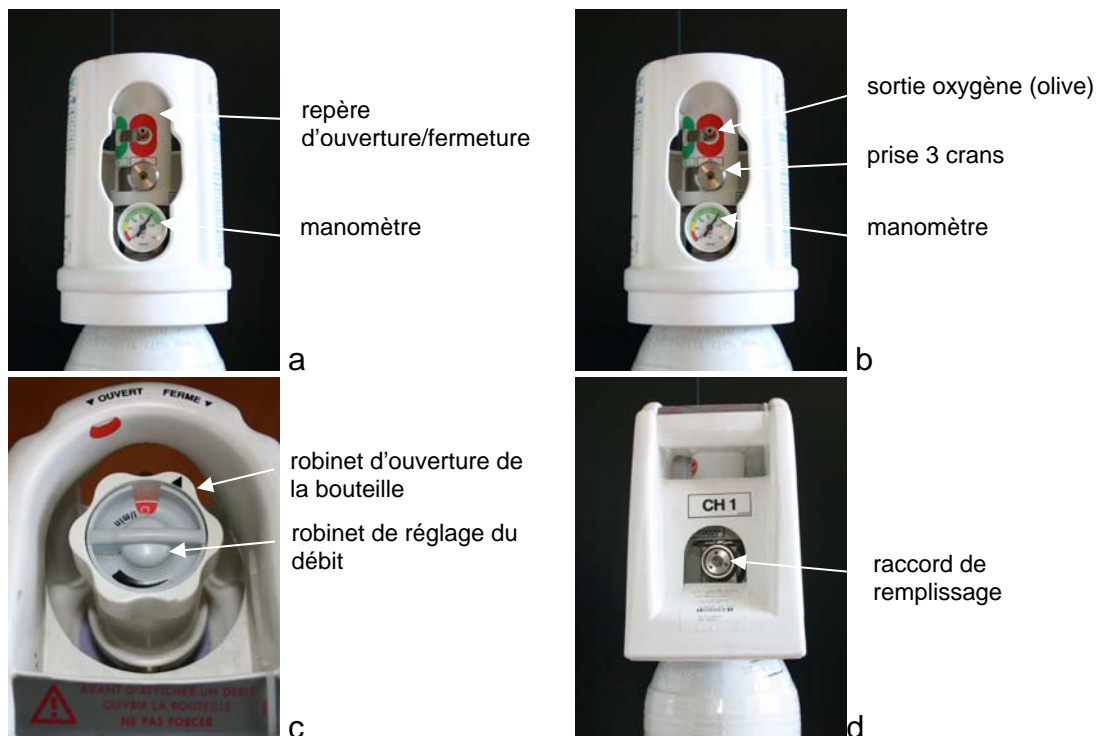 repère
d'ouverture/fermeture
manomètre
a
sortie oxygène (olive)
prise 3 crans
manomètre
b
▼ OUVERT FERME ▼
l/min
0
AVANT D'AFFICHER UN DEBIT
OUVRIR LA BOUTEILLE
NE PAS FORCER
robinet d'ouverture de
la bouteille
robinet de réglage du
débit
c
CH 1
raccord de
remplissage
d